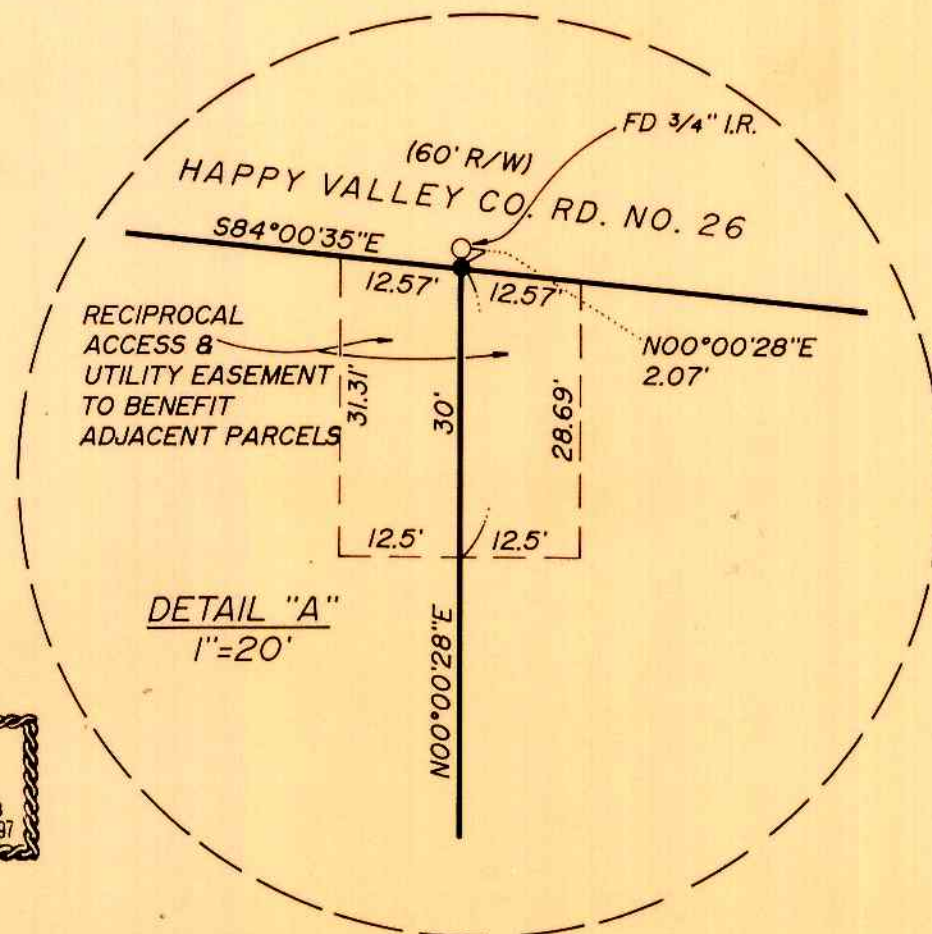 FD 3/4" I.R.
(60' R/W)
HAPPY VALLEY CO. RD. NO. 26
S84°00'35"E
12.57' 12.57'
RECIPROCAL
ACCESS &
UTILITY EASEMENT
TO BENEFIT
ADJACENT PARCELS
N00°00'28"E
2.07'
31.31'
30'
28.69'
12.5' 12.5'
DETAIL "A"
1"=20'
N00°00'28"E
97